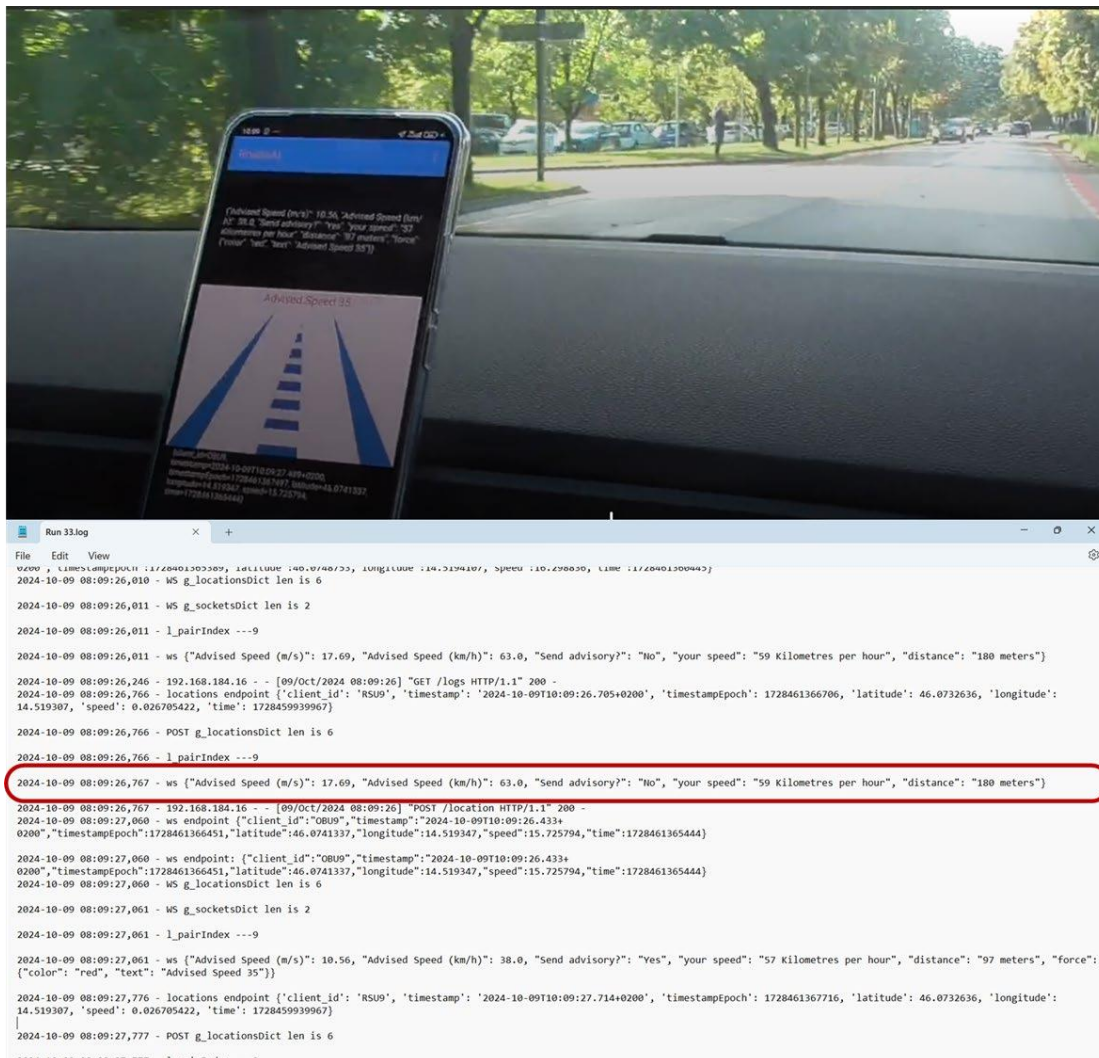 10:09
RoutinAI
{"Advised Speed (m/s)": 10.56, "Advised Speed (km/
h)": 38.0, "Send advisory?": "Yes", "your speed": "57
Kilometres per hour", "distance": "97 meters", "force":
{"color": "red", "text": "Advised Speed 35"}}
Advised Speed 35
{client_id=OBU9,
timestamp=2024-10-09T10:09:27.489+0200,
timestampEpoch=1728461367497, latitude=46.0741337,
longitude=14.519347, speed=15.725794,
time=1728461365444}
Run 33.log
File Edit View
0200", "timestampEpoch":1728461365389, "latitude":46.0748753, "longitude":14.5194107, "speed":16.298836, "time":1728461360445}
2024-10-09 08:09:26,010 - WS g_locationsDict len is 6
2024-10-09 08:09:26,011 - WS g_socketsDict len is 2
2024-10-09 08:09:26,011 - l_pairIndex ---9
2024-10-09 08:09:26,011 - ws {"Advised Speed (m/s)": 17.69, "Advised Speed (km/h)": 63.0, "Send advisory?": "No", "your speed": "59 Kilometres per hour", "distance": "180 meters"}
2024-10-09 08:09:26,246 - 192.168.184.16 - - [09/Oct/2024 08:09:26] "GET /logs HTTP/1.1" 200 -
2024-10-09 08:09:26,766 - locations endpoint {'client_id': 'RSU9', 'timestamp': '2024-10-09T10:09:26.705+0200', 'timestampEpoch': 1728461366706, 'latitude': 46.0732636, 'longitude':
14.519307, 'speed': 0.026705422, 'time': 1728459939967}
2024-10-09 08:09:26,766 - POST g_locationsDict len is 6
2024-10-09 08:09:26,766 - l_pairIndex ---9
2024-10-09 08:09:26,767 - ws {"Advised Speed (m/s)": 17.69, "Advised Speed (km/h)": 63.0, "Send advisory?": "No", "your speed": "59 Kilometres per hour", "distance": "180 meters"}
2024-10-09 08:09:26,767 - 192.168.184.16 - - [09/Oct/2024 08:09:26] "POST /location HTTP/1.1" 200 -
2024-10-09 08:09:27,060 - ws endpoint {"client_id":"OBU9","timestamp":"2024-10-09T10:09:26.433+
0200","timestampEpoch":1728461366451,"latitude":46.0741337,"longitude":14.519347,"speed":15.725794,"time":1728461365444}
2024-10-09 08:09:27,060 - ws endpoint: {"client_id":"OBU9","timestamp":"2024-10-09T10:09:26.433+
0200","timestampEpoch":1728461366451,"latitude":46.0741337,"longitude":14.519347,"speed":15.725794,"time":1728461365444}
2024-10-09 08:09:27,060 - WS g_locationsDict len is 6
2024-10-09 08:09:27,061 - WS g_socketsDict len is 2
2024-10-09 08:09:27,061 - l_pairIndex ---9
2024-10-09 08:09:27,061 - ws {"Advised Speed (m/s)": 10.56, "Advised Speed (km/h)": 38.0, "Send advisory?": "Yes", "your speed": "57 Kilometres per hour", "distance": "97 meters", "force":
{"color": "red", "text": "Advised Speed 35"}}
2024-10-09 08:09:27,776 - locations endpoint {'client_id': 'RSU9', 'timestamp': '2024-10-09T10:09:27.714+0200', 'timestampEpoch': 1728461367716, 'latitude': 46.0732636, 'longitude':
14.519307, 'speed': 0.026705422, 'time': 1728459939967}
2024-10-09 08:09:27,777 - POST g_locationsDict len is 6